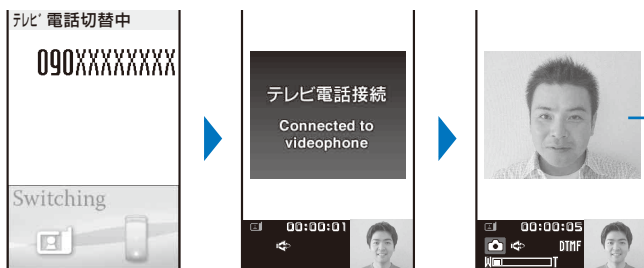 ﾃﾚﾋﾞ電話切替中
090XXXXXXXX
Switching
テレビ電話接続
Connected to
videophone
00:00:01
00:00:05
DTMF
W T